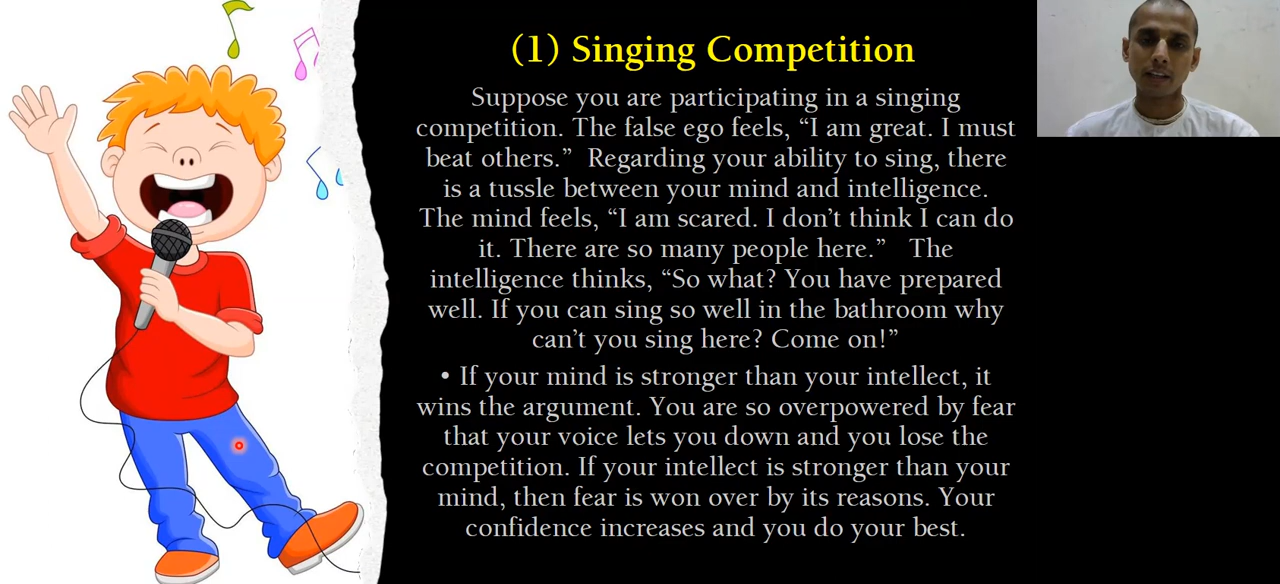 (1) Singing Competition
Suppose you are participating in a singing
competition. The false ego feels, “I am great. I must
beat others.”  Regarding your ability to sing, there
is a tussle between your mind and intelligence.
The mind feels, “I am scared. I don’t think I can do
it. There are so many people here.”   The
intelligence thinks, “So what? You have prepared
well. If you can sing so well in the bathroom why
can’t you sing here? Come on!”
• If your mind is stronger than your intellect, it
wins the argument. You are so overpowered by fear
that your voice lets you down and you lose the
competition. If your intellect is stronger than your
mind, then fear is won over by its reasons. Your
confidence increases and you do your best.